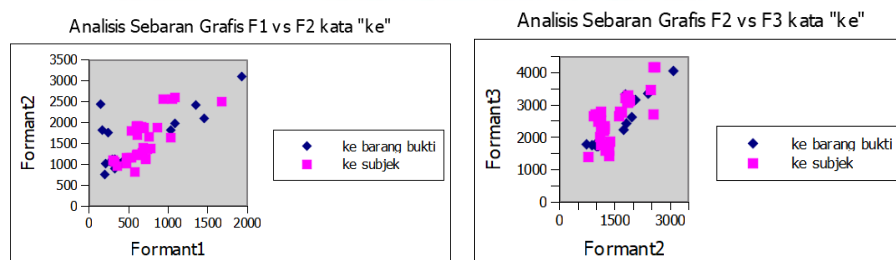 Analisis Sebaran Grafis F1 vs F2 kata "ke"
3500
3000
2500
2000
1500
1000
500
0
Formant2
0 500 1000 1500 2000
Formant1
ke barang bukti
ke subjek
Analisis Sebaran Grafis F2 vs F3 kata "ke"
4000
3000
2000
1000
0
Formant3
0 1500 3000
Formant2
ke barang bukti
ke subjek